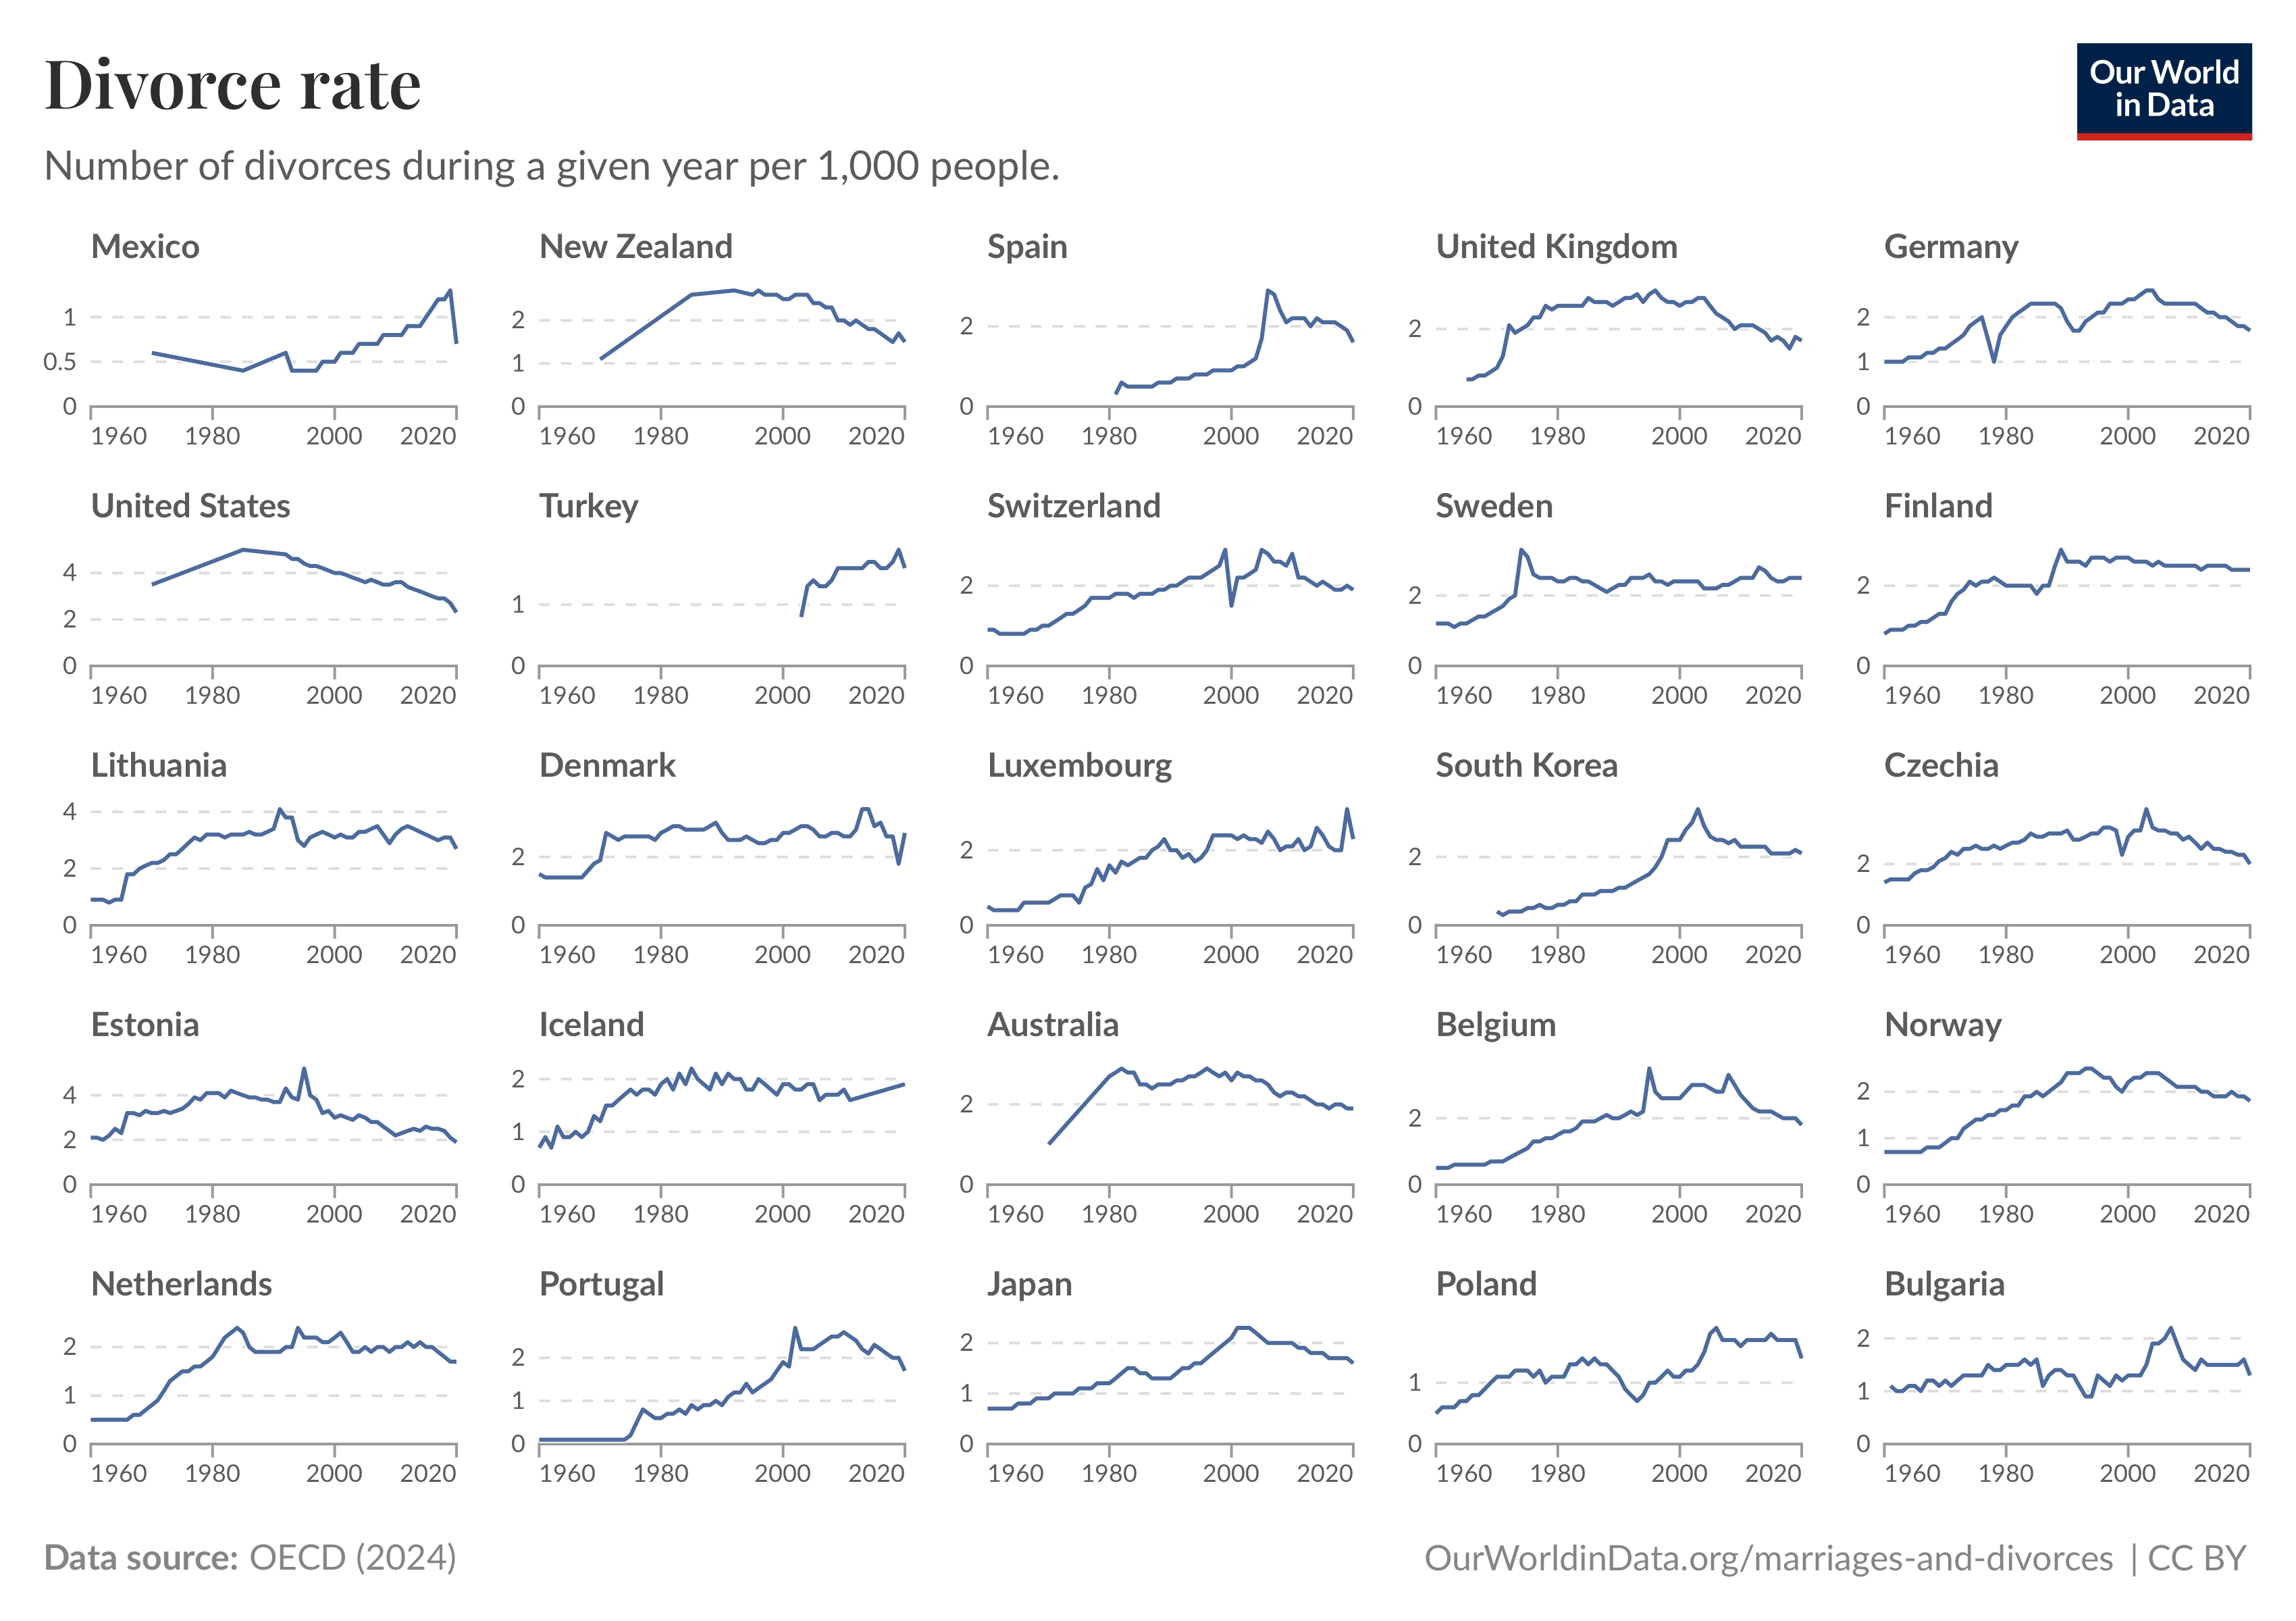 Divorce rate
Our World
in Data
Number of divorces during a given year per 1,000 people.
Mexico
1
0.5
0
1960 1980 2000 2020
New Zealand
2
1
0
1960 1980 2000 2020
Spain
2
0
1960 1980 2000 2020
United Kingdom
2
0
1960 1980 2000 2020
Germany
2
1
0
1960 1980 2000 2020
United States
4
2
0
1960 1980 2000 2020
Turkey
1
0
1960 1980 2000 2020
Switzerland
2
0
1960 1980 2000 2020
Sweden
2
0
1960 1980 2000 2020
Finland
2
0
1960 1980 2000 2020
Lithuania
4
2
0
1960 1980 2000 2020
Denmark
2
0
1960 1980 2000 2020
Luxembourg
2
0
1960 1980 2000 2020
South Korea
2
0
1960 1980 2000 2020
Czechia
2
0
1960 1980 2000 2020
Estonia
4
2
0
1960 1980 2000 2020
Iceland
2
1
0
1960 1980 2000 2020
Australia
2
0
1960 1980 2000 2020
Belgium
2
0
1960 1980 2000 2020
Norway
2
1
0
1960 1980 2000 2020
Netherlands
2
1
0
1960 1980 2000 2020
Portugal
2
1
0
1960 1980 2000 2020
Japan
2
1
0
1960 1980 2000 2020
Poland
1
0
1960 1980 2000 2020
Bulgaria
2
1
0
1960 1980 2000 2020
Data source: OECD (2024)
OurWorldinData.org/marriages-and-divorces | CC BY